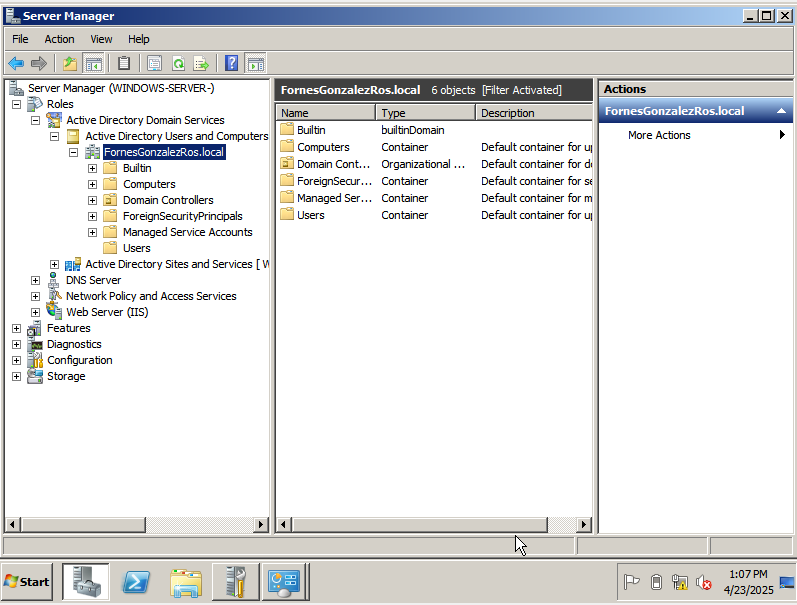 Server Manager
File Action View Help
Server Manager (WINDOWS-SERVER-)
Roles
Active Directory Domain Services
Active Directory Users and Computers
FornesGonzalezRos.local
Builtin
Computers
Domain Controllers
ForeignSecurityPrincipals
Managed Service Accounts
Users
Active Directory Sites and Services [ W
DNS Server
Network Policy and Access Services
Web Server (IIS)
Features
Diagnostics
Configuration
Storage
FornesGonzalezRos.local 6 objects [Filter Activated]
Name Type Description
Builtin builtinDomain
Computers Container Default container for up
Domain Cont... Organizational ... Default container for do
ForeignSecur... Container Default container for se
Managed Ser... Container Default container for m
Users Container Default container for up
Actions
FornesGonzalezRos.local
More Actions
Start
1:07 PM
4/23/2025